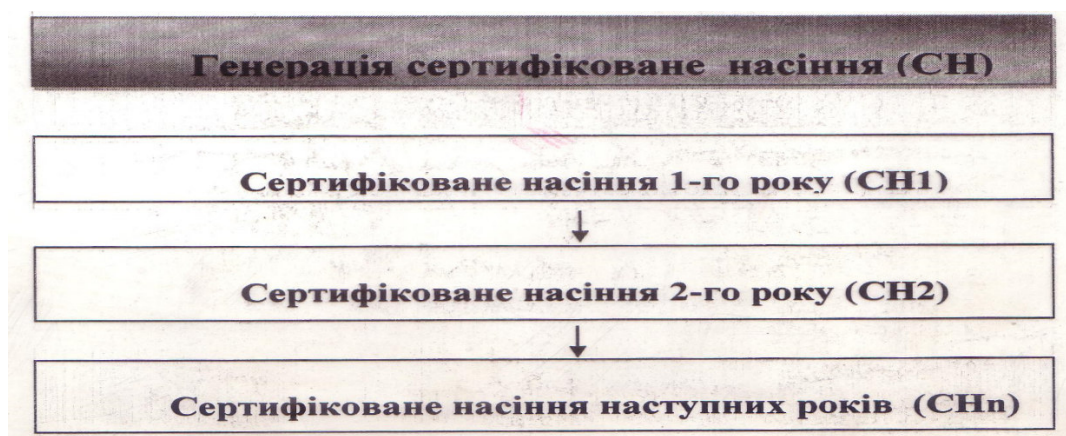 Генерація сертифіковане насіння (СН)
Сертифіковане насіння 1-го року (СН1)
Сертифіковане насіння 2-го року (СН2)
Сертифіковане насіння наступних років (СНn)